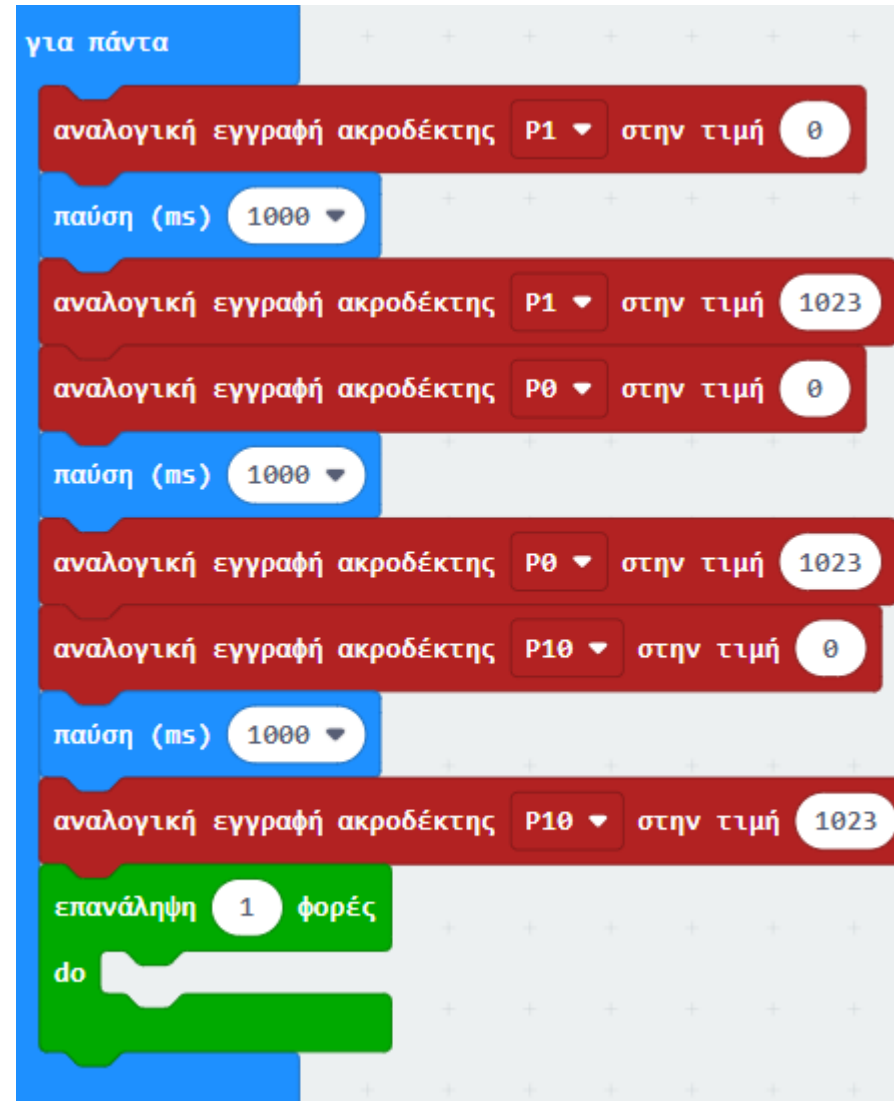 για πάντα
αναλογική εγγραφή ακροδέκτης P1 στην τιμή 0
παύση (ms) 1000
αναλογική εγγραφή ακροδέκτης P1 στην τιμή 1023
αναλογική εγγραφή ακροδέκτης P0 στην τιμή 0
παύση (ms) 1000
αναλογική εγγραφή ακροδέκτης P0 στην τιμή 1023
αναλογική εγγραφή ακροδέκτης P10 στην τιμή 0
παύση (ms) 1000
αναλογική εγγραφή ακροδέκτης P10 στην τιμή 1023
επανάληψη 1 φορές
do